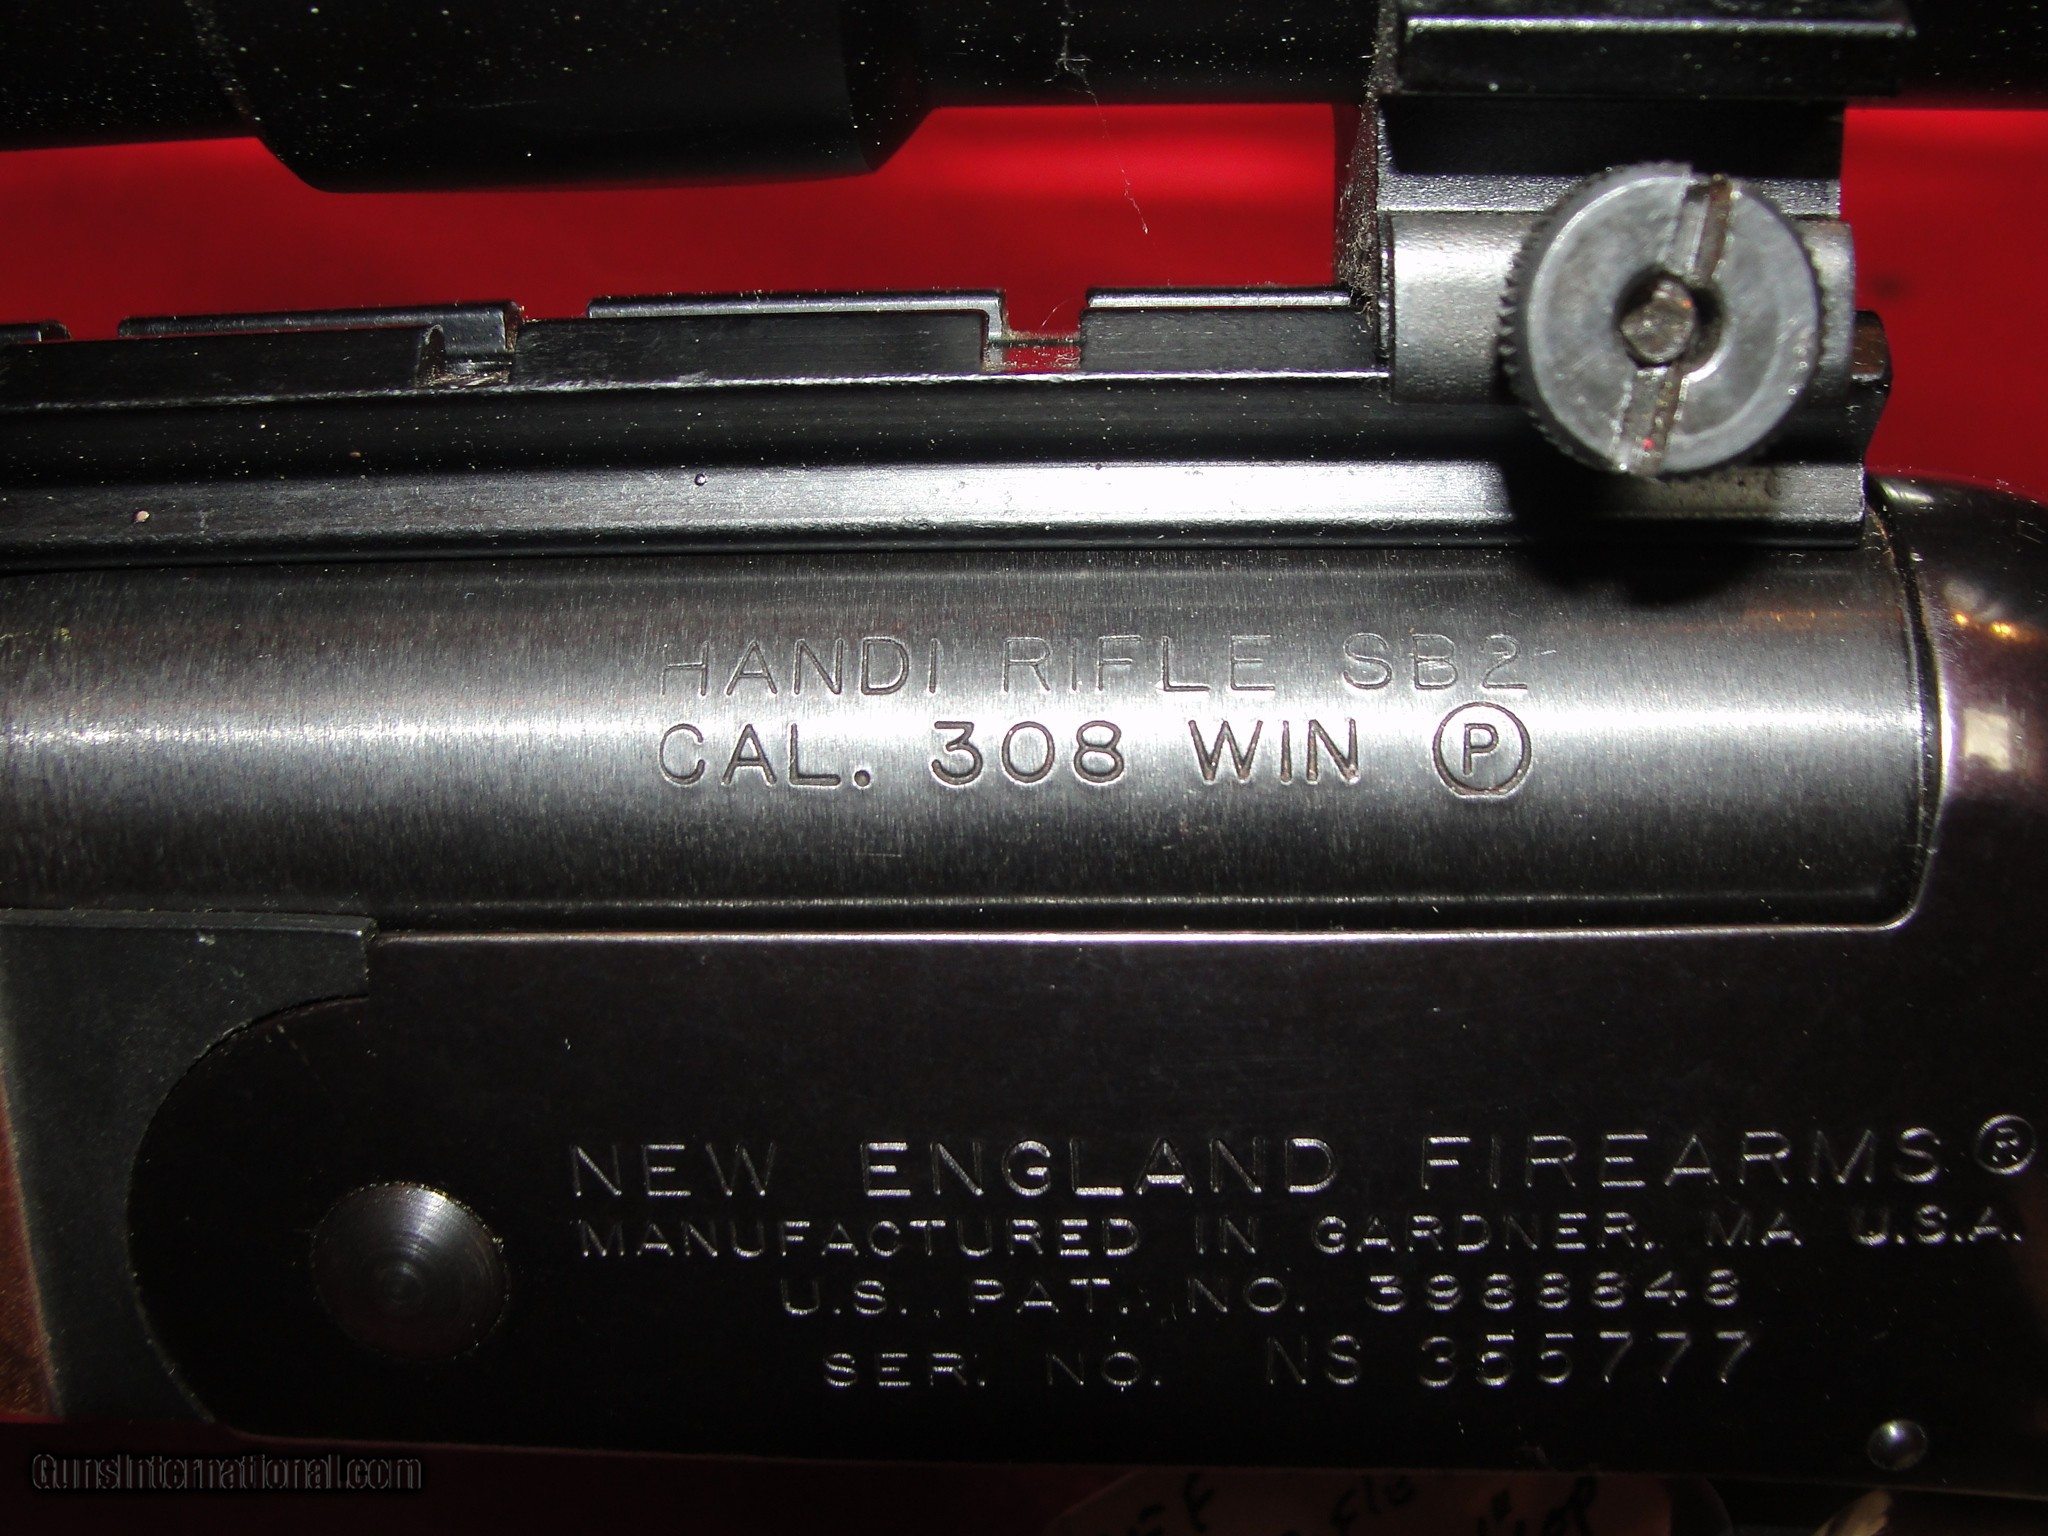 HANDI RIFLE SB2
CAL. 308 WIN Ⓟ
NEW ENGLAND FIREARMS®
MANUFACTURED IN GARDNER, MA U.S.A.
U.S. PAT. NO. 3988848
SER. NO. NS 355777
GunsInternational.com